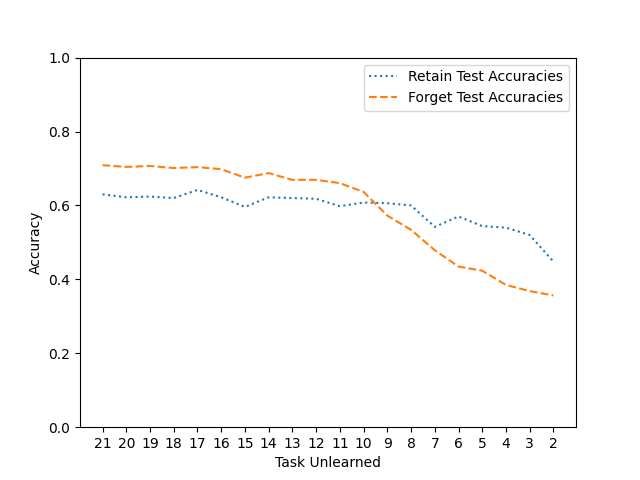 Retain Test Accuracies
Forget Test Accuracies
1.0
0.8
0.6
0.4
0.2
0.0
Accuracy
21 20 19 18 17 16 15 14 13 12 11 10 9 8 7 6 5 4 3 2
Task Unlearned